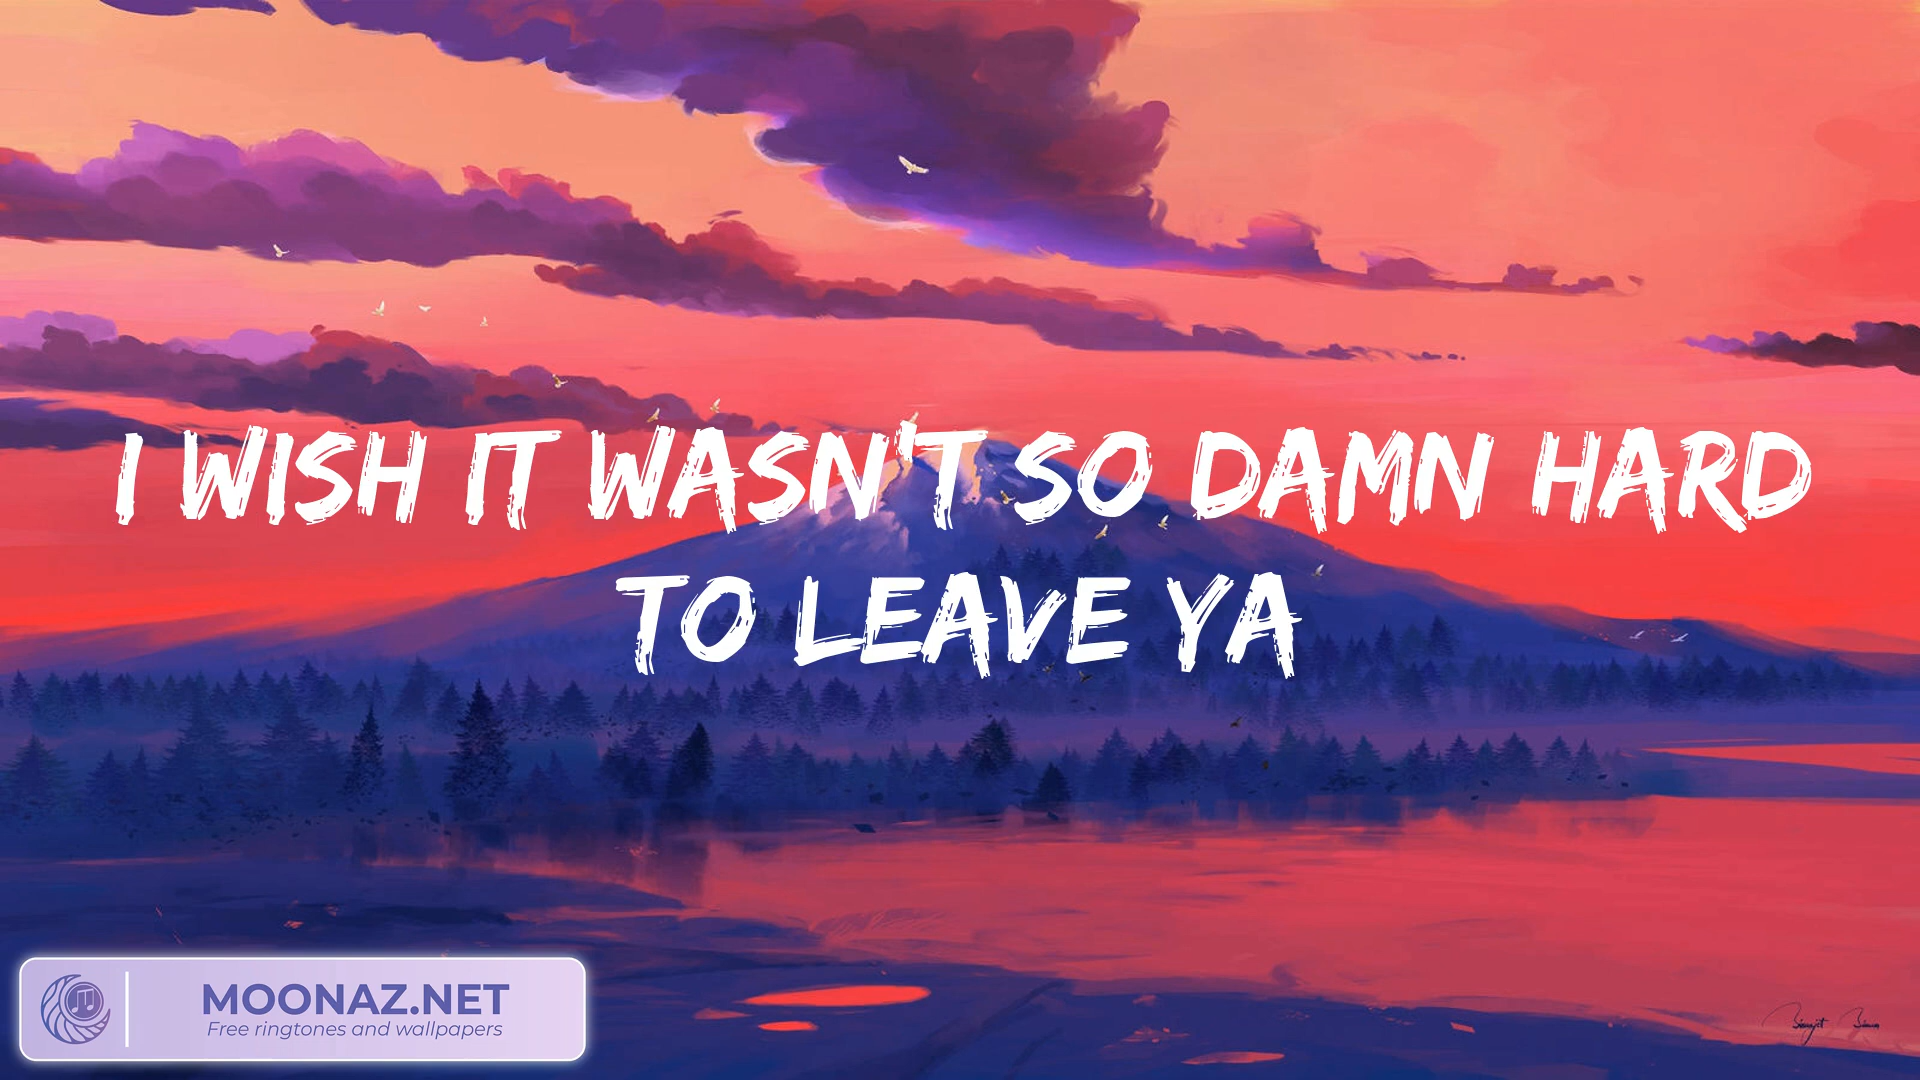 I WISH IT WASN'T SO DAMN HARD
TO LEAVE YA
MOONAZ.NET
Free ringtones and wallpapers